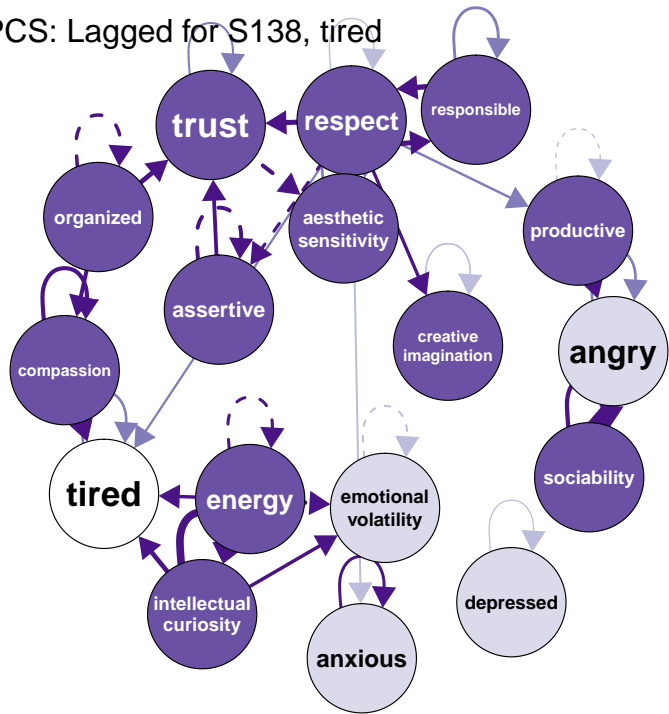 PCS: Lagged for S138, tired
trust
respect
responsible
organized
aesthetic
sensitivity
productive
assertive
creative
imagination
angry
compassion
tired
energy
emotional
volatility
sociability
intellectual
curiosity
anxious
depressed